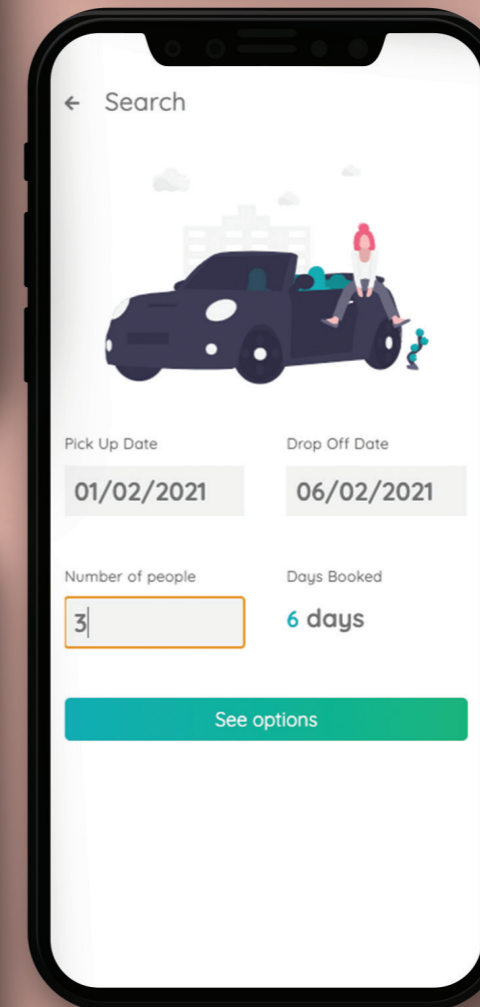 ← Search
Pick Up Date
Drop Off Date
01/02/2021
06/02/2021
Number of people
Days Booked
3
6 days
See options